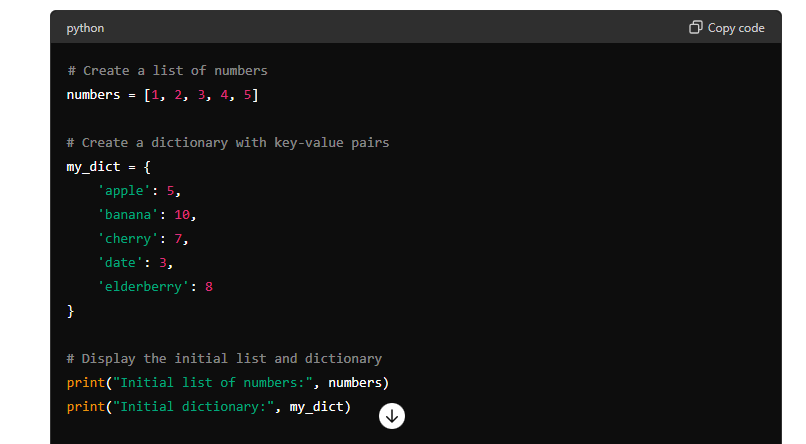 python
Copy code
# Create a list of numbers
numbers = [1, 2, 3, 4, 5]
# Create a dictionary with key-value pairs
my_dict = {
    'apple': 5,
    'banana': 10,
    'cherry': 7,
    'date': 3,
    'elderberry': 8
}
# Display the initial list and dictionary
print("Initial list of numbers:", numbers)
print("Initial dictionary:", my_dict)